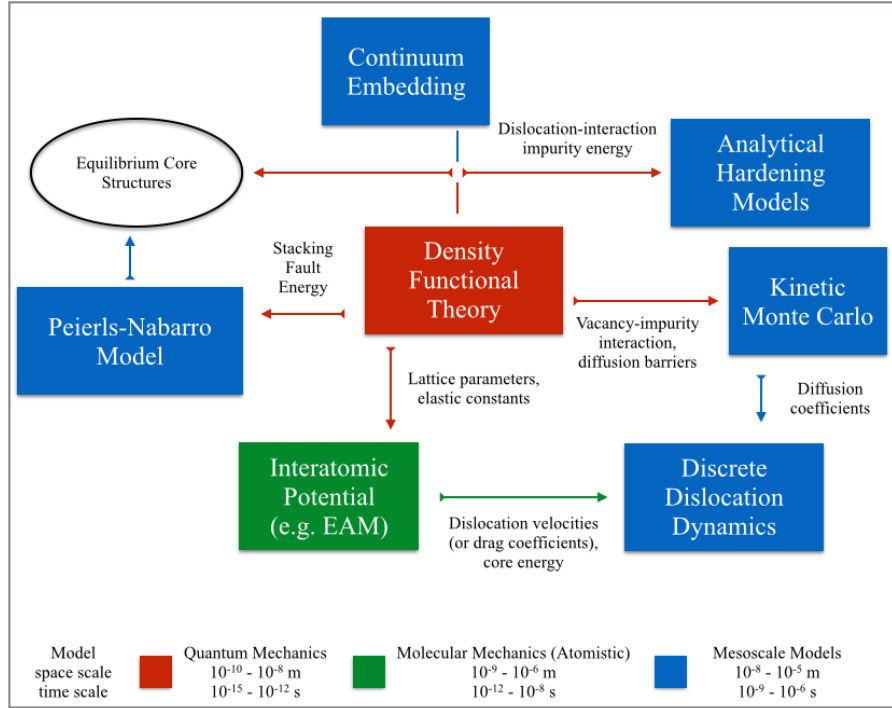 Continuum
Embedding
Dislocation-interaction
impurity energy
Analytical
Hardening
Models
Equilibrium Core
Structures
Stacking
Fault
Energy
Density
Functional
Theory
Peierls-Nabarro
Model
Kinetic
Monte Carlo
Vacancy-impurity
interaction,
diffusion barriers
Lattice parameters,
elastic constants
Diffusion
coefficients
Interatomic
Potential
(e.g. EAM)
Discrete
Dislocation
Dynamics
Dislocation velocities
(or drag coefficients),
core energy
Model
space scale
time scale
Quantum Mechanics
10⁻¹⁰ - 10⁻⁸ m
10⁻¹⁵ - 10⁻¹² s
Molecular Mechanics (Atomistic)
10⁻⁹ - 10⁻⁶ m
10⁻¹² - 10⁻⁸ s
Mesoscale Models
10⁻⁸ - 10⁻⁵ m
10⁻⁹ - 10⁻⁶ s